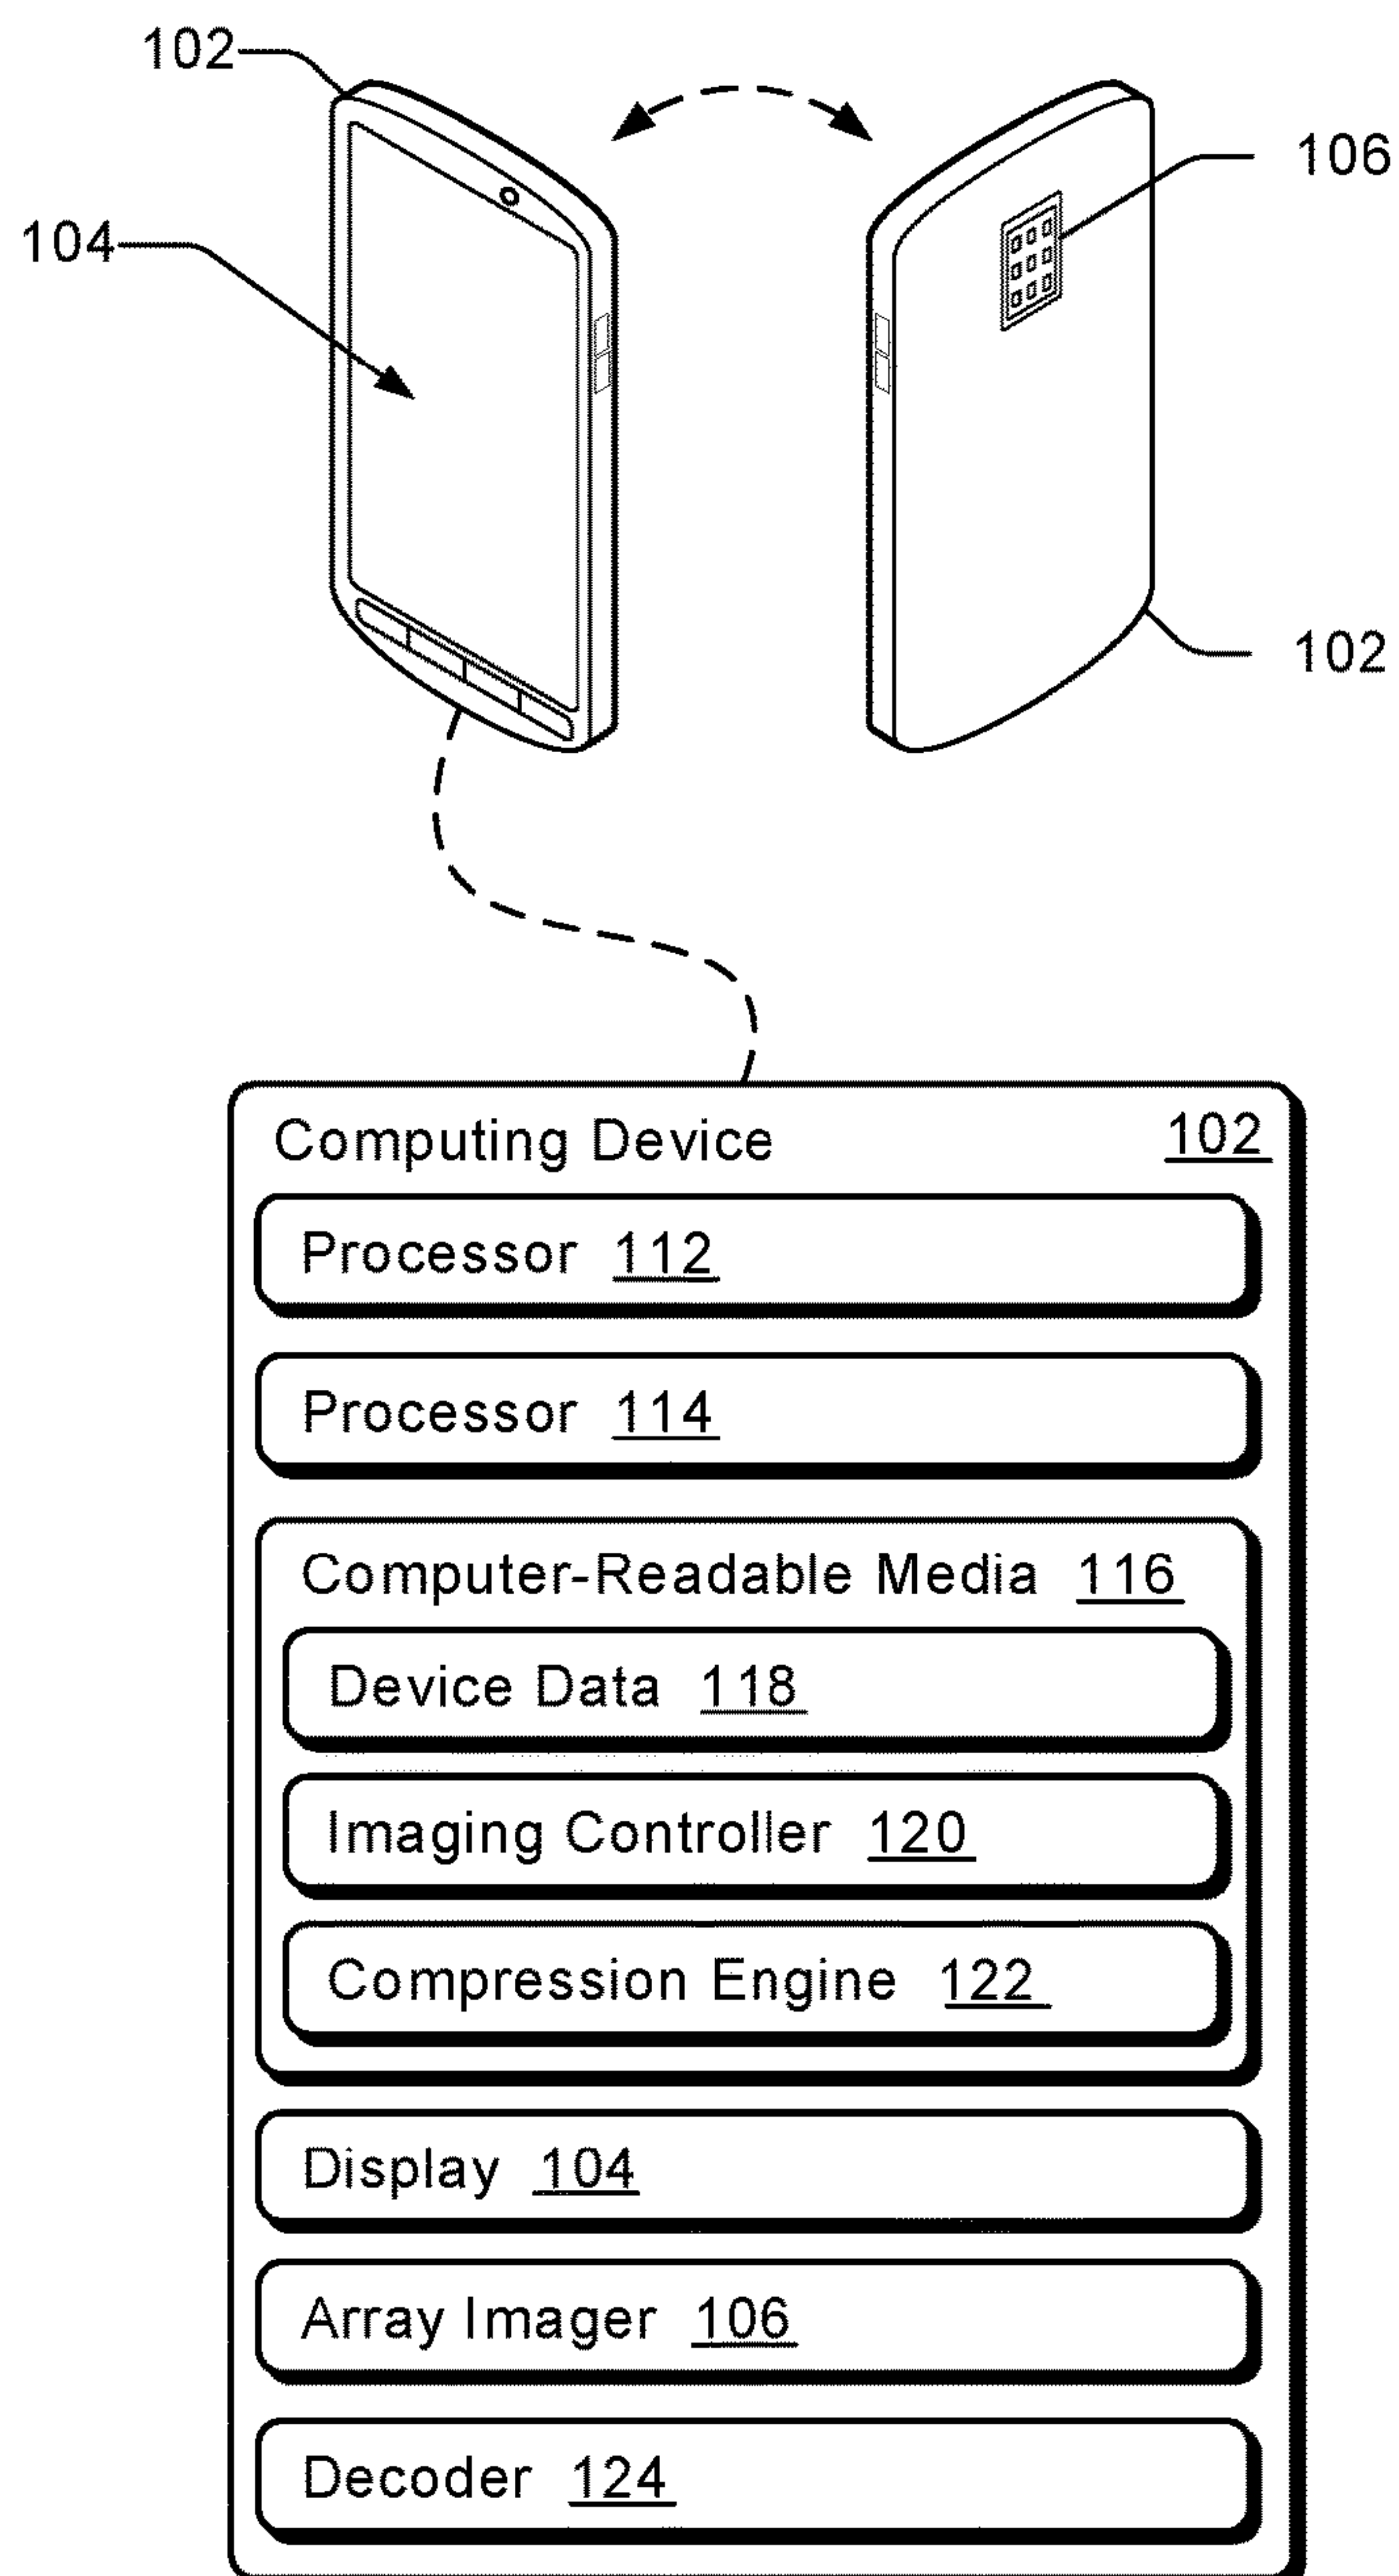 102
106
104
102
Computing Device 102
Processor 112
Processor 114
Computer-Readable Media 116
Device Data 118
Imaging Controller 120
Compression Engine 122
Display 104
Array Imager 106
Decoder 124